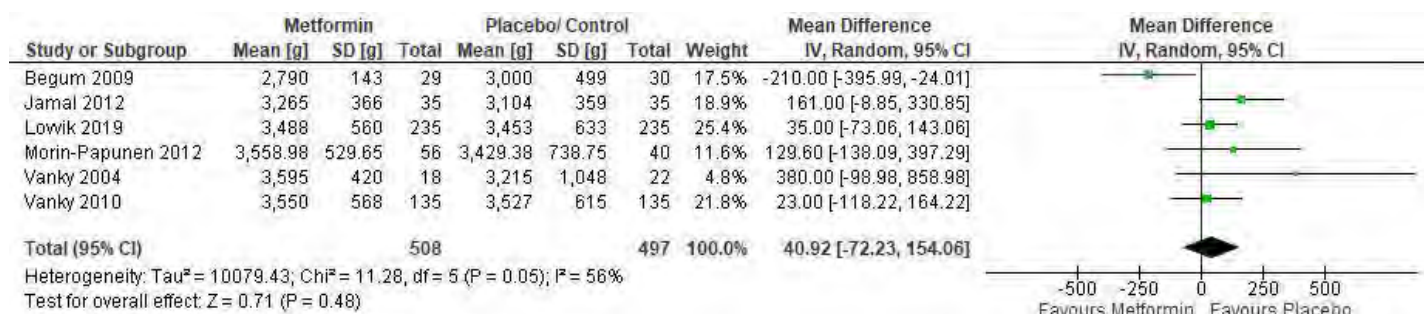 Metformin Placebo/ Control Mean Difference Mean Difference
Study or Subgroup Mean [g] SD [g] Total Mean [g] SD [g] Total Weight IV, Random, 95% CI IV, Random, 95% CI
Begum 2009 2,790 143 29 3,000 499 30 17.5% -210.00 [-395.99, -24.01]
Jamal 2012 3,265 366 35 3,104 359 35 18.9% 161.00 [-8.85, 330.85]
Lowik 2019 3,488 560 235 3,453 633 235 25.4% 35.00 [-73.06, 143.06]
Morin-Papunen 2012 3,558.98 529.65 56 3,429.38 738.75 40 11.6% 129.60 [-138.09, 397.29]
Vanky 2004 3,595 420 18 3,215 1,048 22 4.8% 380.00 [-98.98, 858.98]
Vanky 2010 3,550 568 135 3,527 615 135 21.8% 23.00 [-118.22, 164.22]
Total (95% CI) 508 497 100.0% 40.92 [-72.23, 154.06]
Heterogeneity: Tau² = 10079.43; Chi² = 11.28, df = 5 (P = 0.05); I² = 56%
Test for overall effect: Z = 0.71 (P = 0.48)
-500 -250 0 250 500
Favours Metformin Favours Placebo